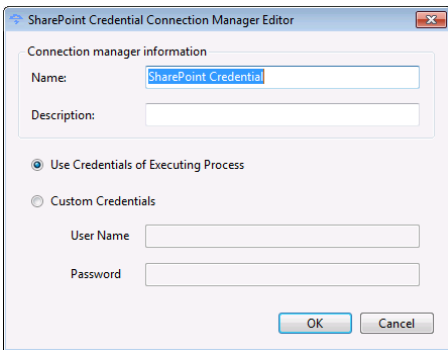 SharePoint Credential Connection Manager Editor
Connection manager information
Name: SharePoint Credential
Description:
Use Credentials of Executing Process
Custom Credentials
User Name
Password
OK Cancel